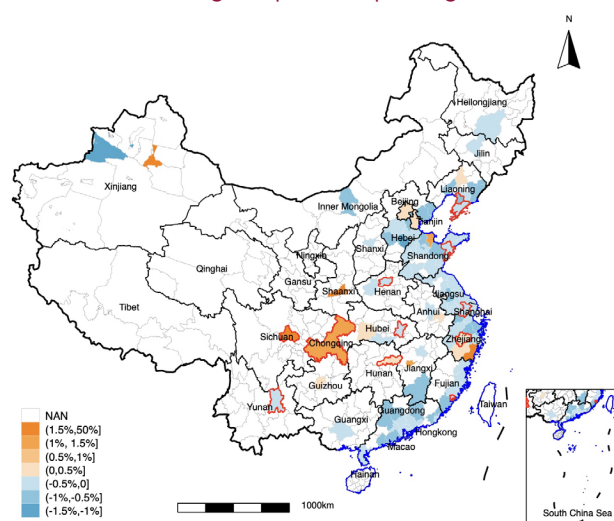 N
Heilongjiang
Jilin
Liaoning
Xinjiang
Inner Mongolia
Beijing
Tianjin
Hebei
Shanxi
Ningxin
Shandong
Qinghai
Gansu
Shaanxi
Henan
Jiangsu
Tibet
Anhui
Shanghai
Hubei
Sichuan
Chongqing
Zhejiang
Hunan
Jiangxi
Guizhou
Fujian
Yunan
Taiwan
Guangxi
Guangdong
Hongkong
Macao
Hainan
NAN
(1.5%,50%]
(1%, 1.5%]
(0.5%,1%]
(0,0.5%]
(-0.5%,0]
(-1%,-0.5%]
(-1.5%,-1%]
1000km
South China Sea